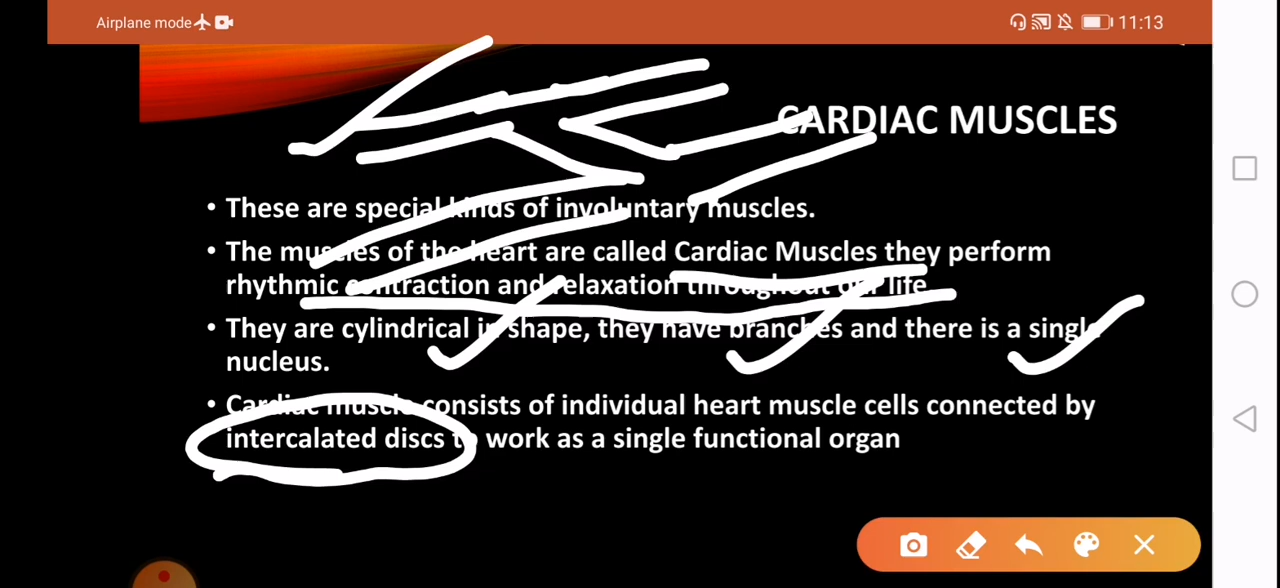 Airplane mode
11:13
CARDIAC MUSCLES
• These are special kinds of involuntary muscles.
• The muscles of the heart are called Cardiac Muscles they perform
rhythmic contraction and relaxation throughout our life
• They are cylindrical in shape, they have branches and there is a single
nucleus.
• Cardiac muscle consists of individual heart muscle cells connected by
intercalated discs to work as a single functional organ